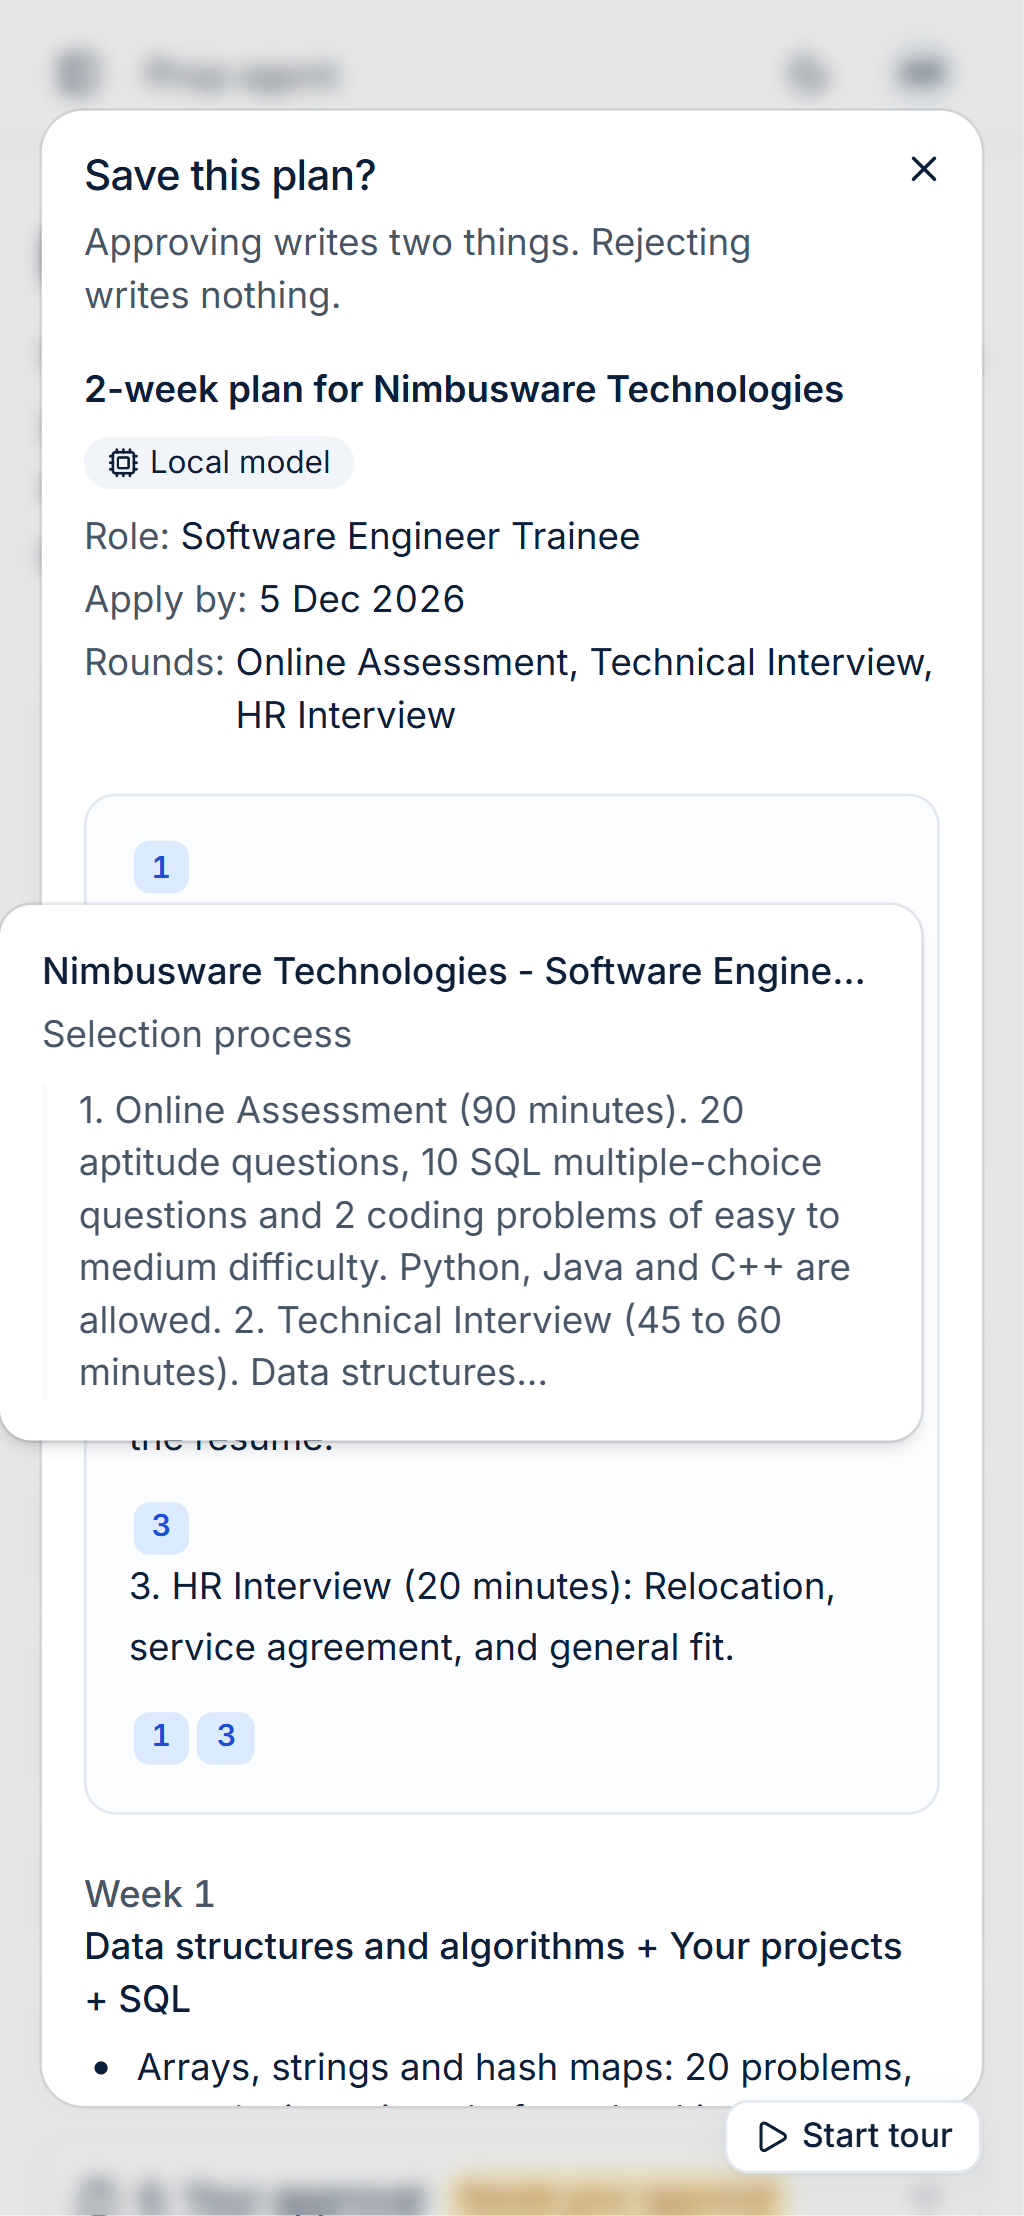 Prep agent
Save this plan?
Approving writes two things. Rejecting
writes nothing.
2-week plan for Nimbusware Technologies
Local model
Role: Software Engineer Trainee
Apply by: 5 Dec 2026
Rounds: Online Assessment, Technical Interview,
HR Interview
1
Nimbusware Technologies - Software Engine...
Selection process
1. Online Assessment (90 minutes). 20
aptitude questions, 10 SQL multiple-choice
questions and 2 coding problems of easy to
medium difficulty. Python, Java and C++ are
allowed. 2. Technical Interview (45 to 60
minutes). Data structures...
the resume.
3
3. HR Interview (20 minutes): Relocation,
service agreement, and general fit.
1 3
Week 1
Data structures and algorithms + Your projects
+ SQL
• Arrays, strings and hash maps: 20 problems,
Start tour